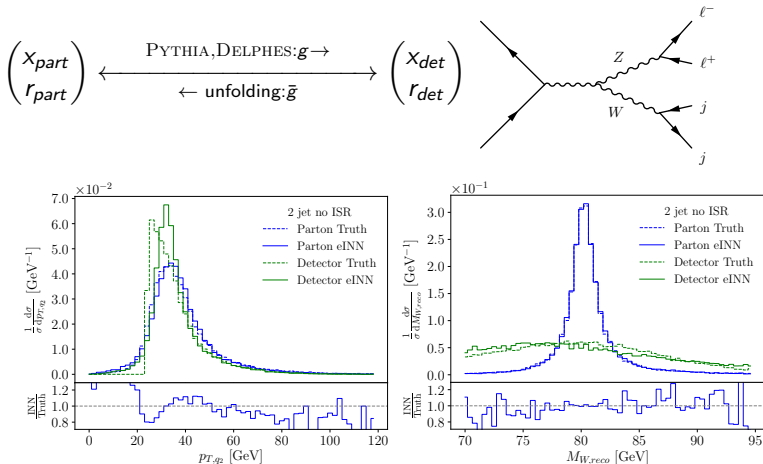 PYTHIA,DELPHES:g→
x_part
r_part
← unfolding:ḡ
x_det
r_det
Z
W
ℓ⁻
ℓ⁺
j
j
×10⁻²
7.0
6.0
5.0
4.0
3.0
2.0
1.0
0.0
1/σ dσ/dp_{T,q₂} [GeV⁻¹]
2 jet no ISR
Parton Truth
Parton eINN
Detector Truth
Detector eINN
INN/Truth
1.2
1.0
0.8
0 20 40 60 80 100 120
p_{T,q₂} [GeV]
×10⁻¹
3.0
2.5
2.0
1.5
1.0
0.5
0.0
1/σ dσ/dM_{W,reco} [GeV⁻¹]
2 jet no ISR
Parton Truth
Parton eINN
Detector Truth
Detector eINN
INN/Truth
1.2
1.0
0.8
70 75 80 85 90 95
M_{W,reco} [GeV]